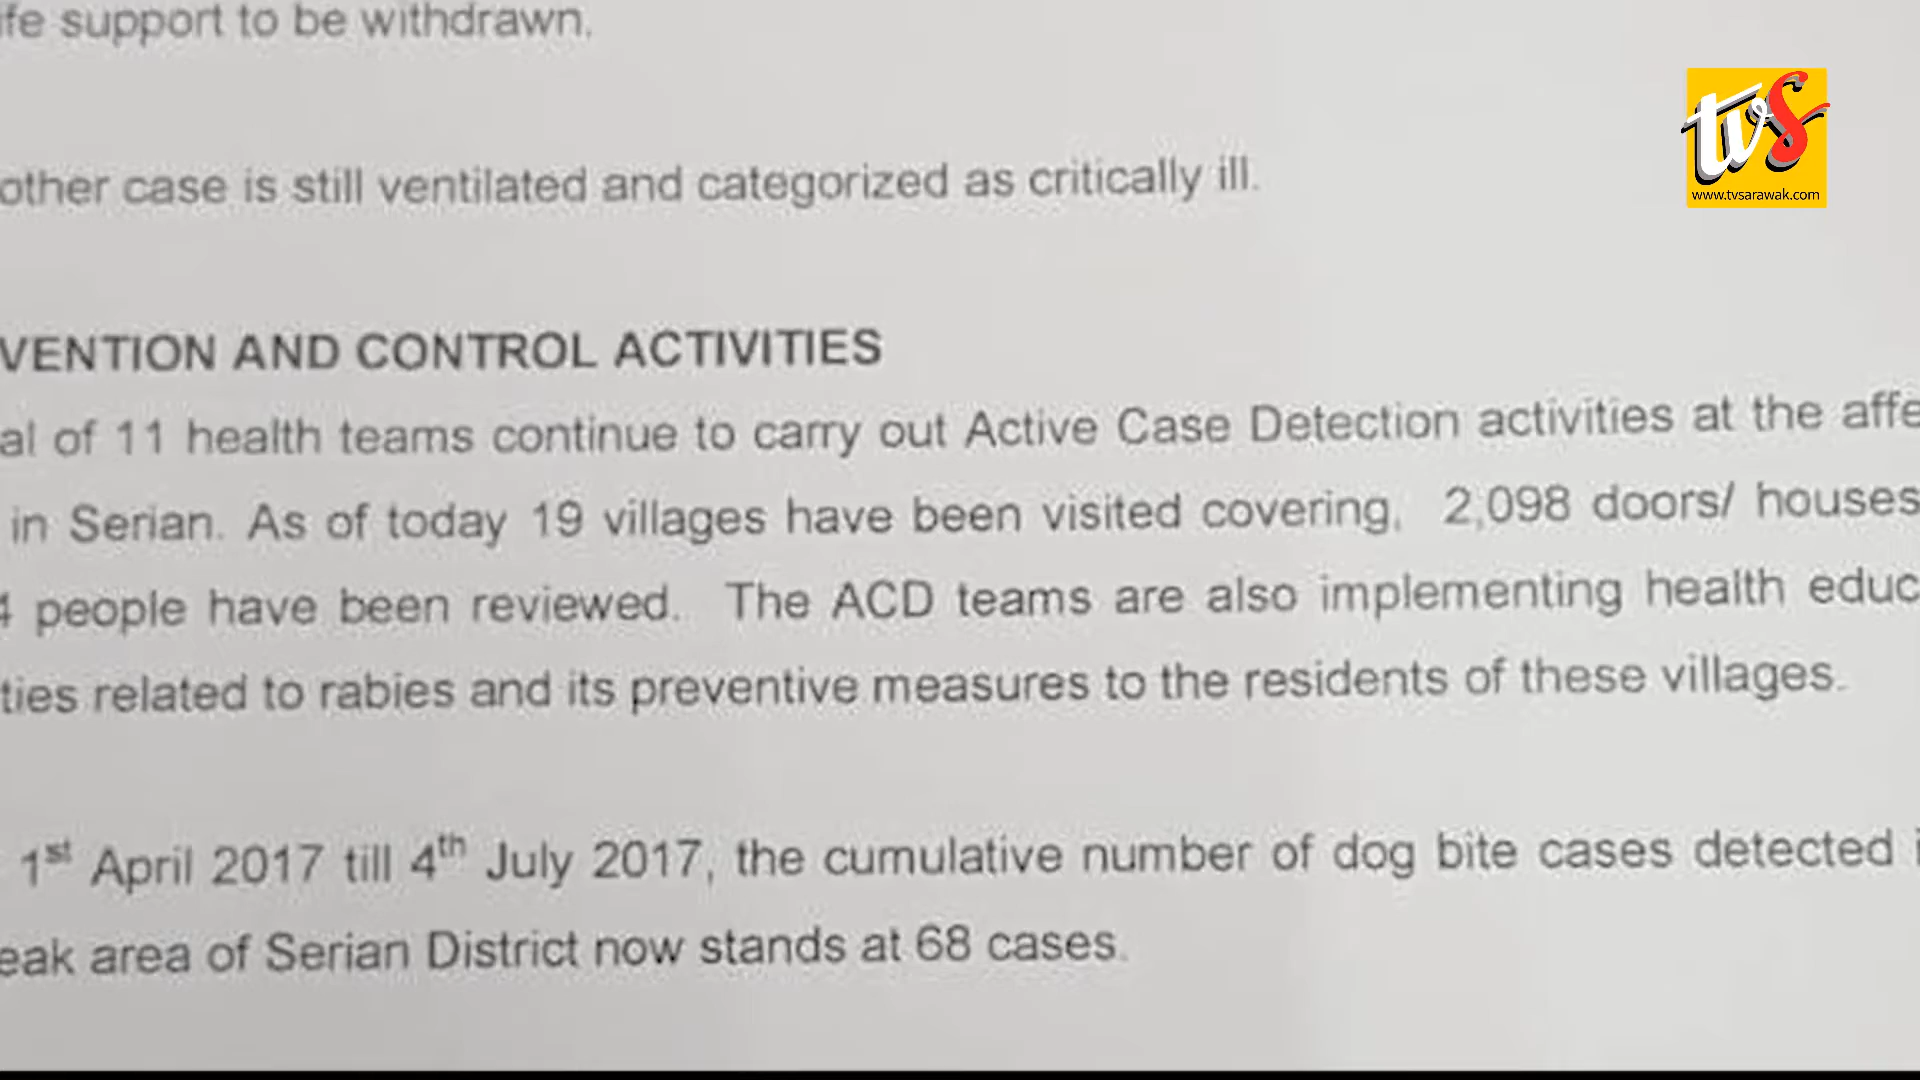 ife support to be withdrawn.
other case is still ventilated and categorized as critically ill.
VENTION AND CONTROL ACTIVITIES
al of 11 health teams continue to carry out Active Case Detection activities at the affe
in Serian. As of today 19 villages have been visited covering, 2,098 doors/ houses
4 people have been reviewed. The ACD teams are also implementing health educ
ties related to rabies and its preventive measures to the residents of these villages.
1st April 2017 till 4th July 2017, the cumulative number of dog bite cases detected i
eak area of Serian District now stands at 68 cases.
tvs
www.tvsarawak.com